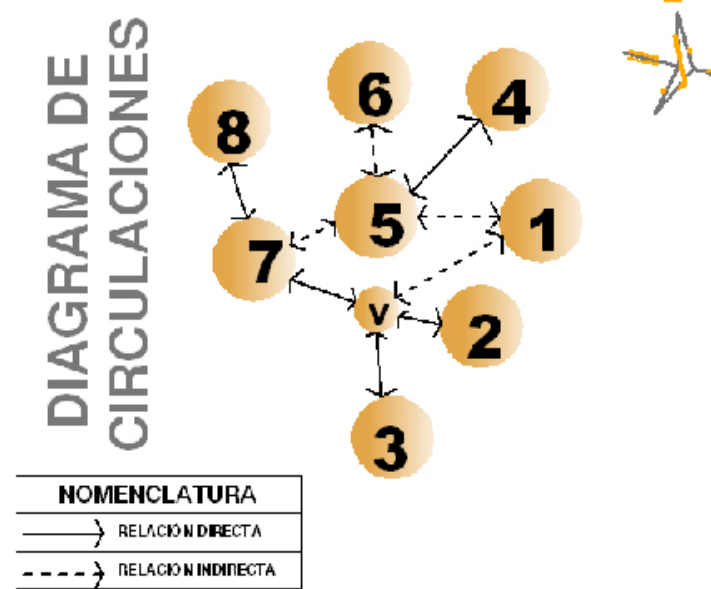 DIAGRAMA DE
CIRCULACIONES
6
4
8
5
1
7
v
2
3
NOMENCLATURA
RELACION DIRECTA
RELACION INDIRECTA